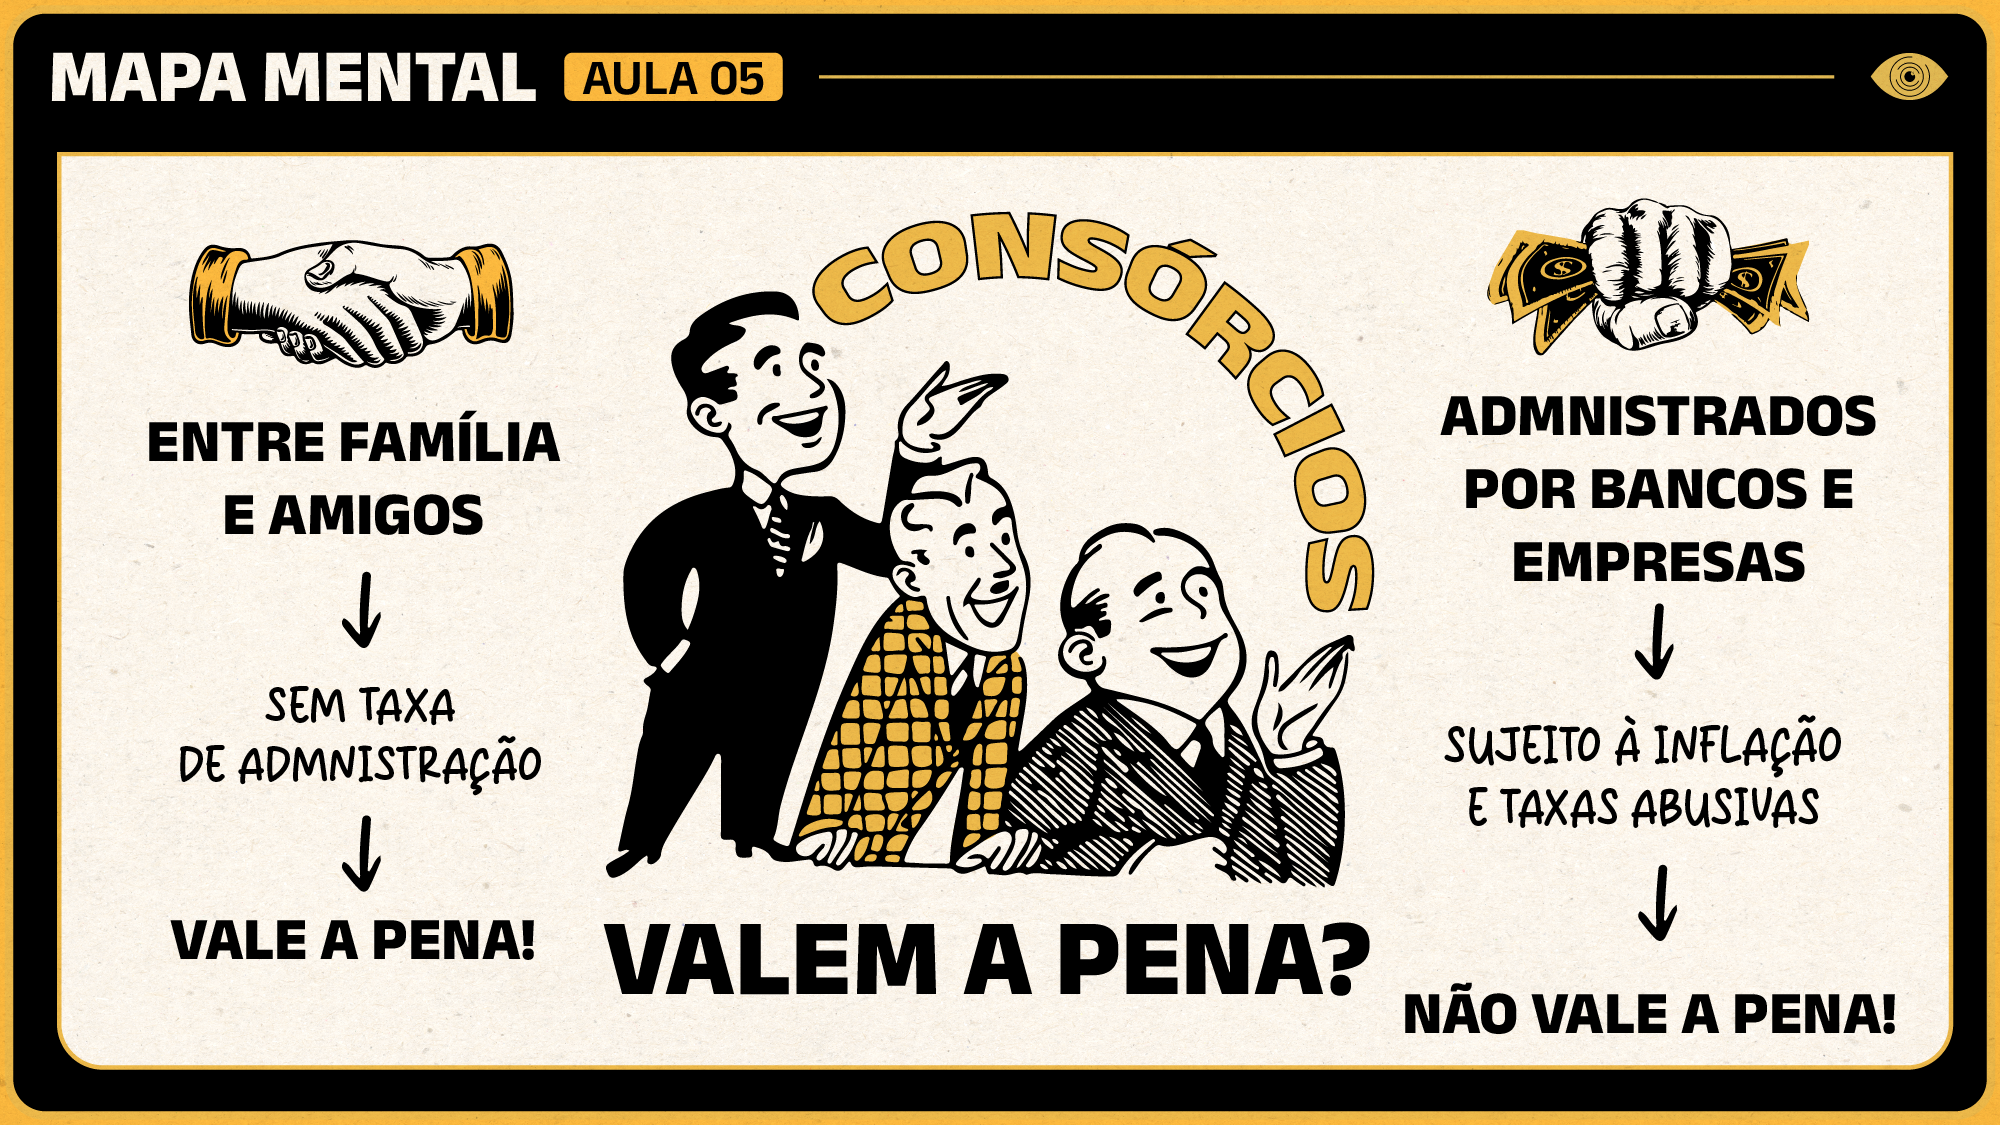 MAPA MENTAL AULA 05
ENTRE FAMÍLIA
E AMIGOS
SEM TAXA
DE ADMNISTRAÇÃO
VALE A PENA!
CONSÓRCIOS
VALEM A PENA?
ADMNISTRADOS
POR BANCOS E
EMPRESAS
SUJEITO À INFLAÇÃO
E TAXAS ABUSIVAS
NÃO VALE A PENA!